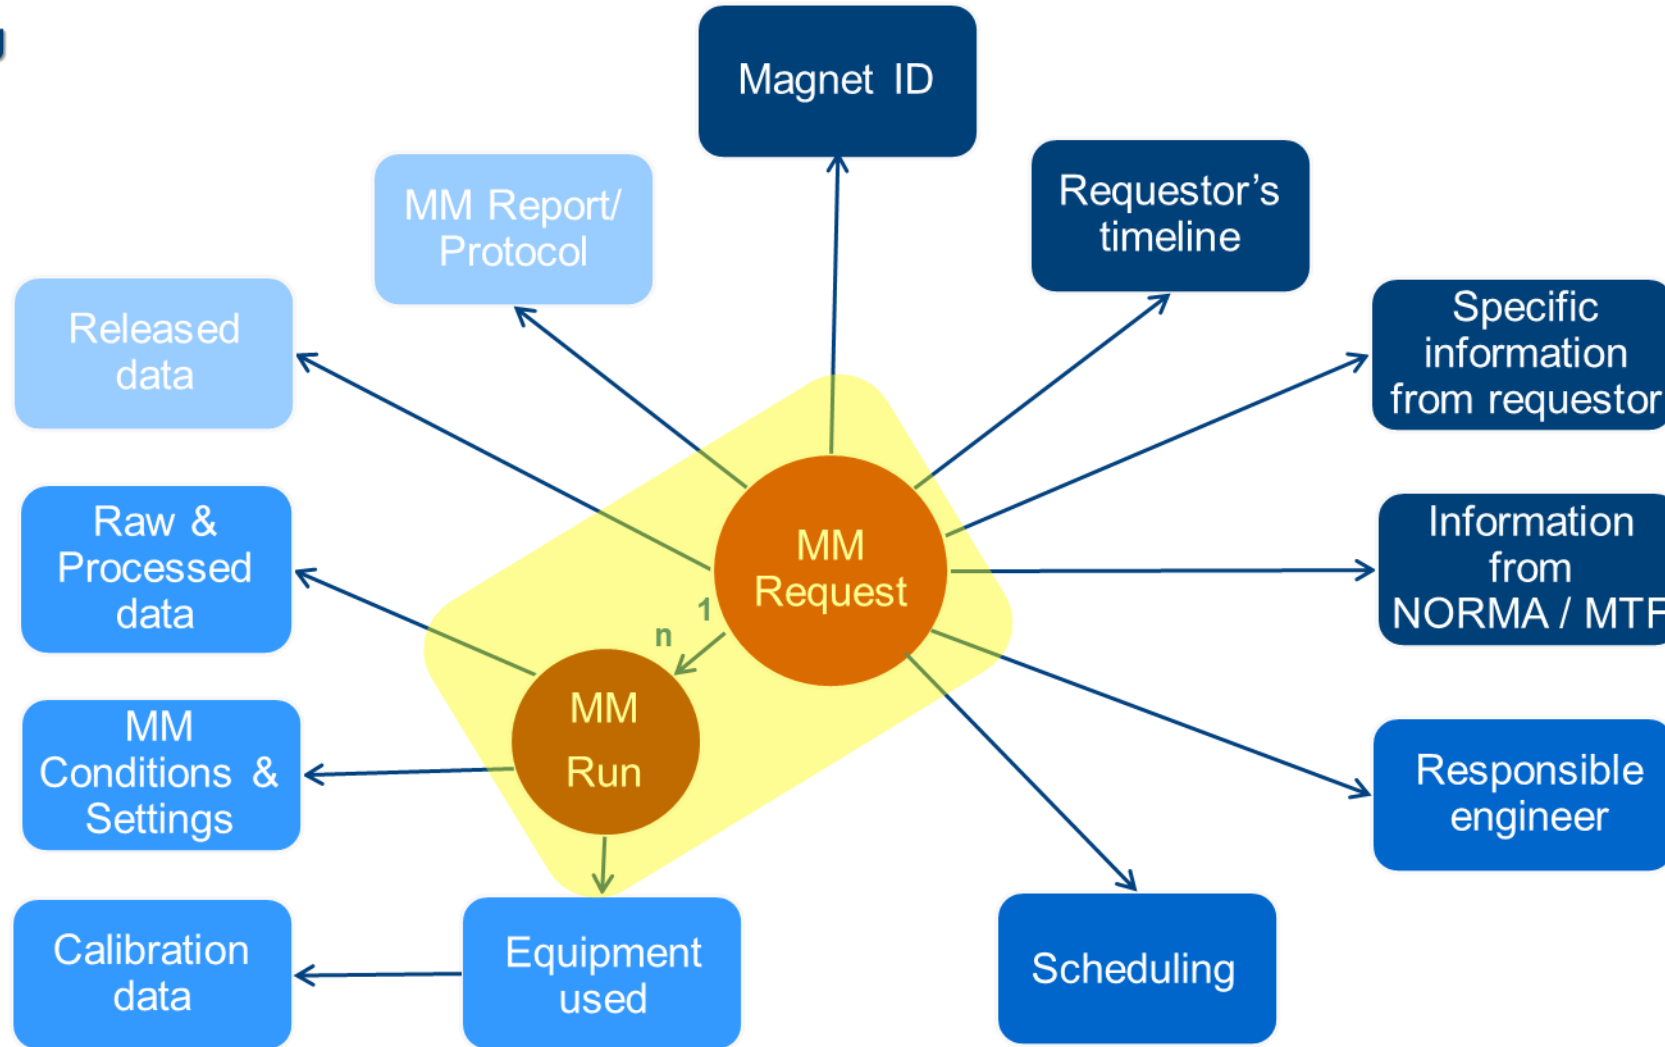 Magnet ID
MM Report/
Protocol
Requestor's
timeline
Released
data
Specific
information
from requestor
Raw &
Processed
data
MM
Request
Information
from
NORMA / MTF
1
n
MM
Run
MM
Conditions &
Settings
Responsible
engineer
Calibration
data
Equipment
used
Scheduling